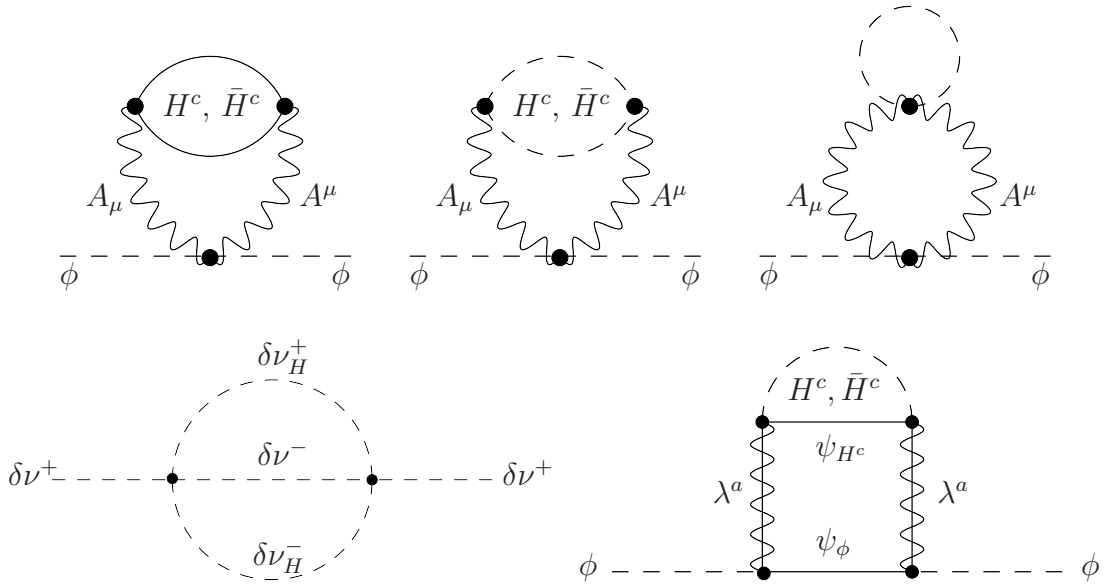 H^c, H̄^c H^c, H̄^c
A_μ A^μ A_μ A^μ A_μ A^μ
φ φ φ φ φ φ
δν_H^+
H^c, H̄^c
δν^-
ψ_{H^c}
δν^+ δν^+
λ^a λ^a
ψ_φ
δν_H^-
φ φ